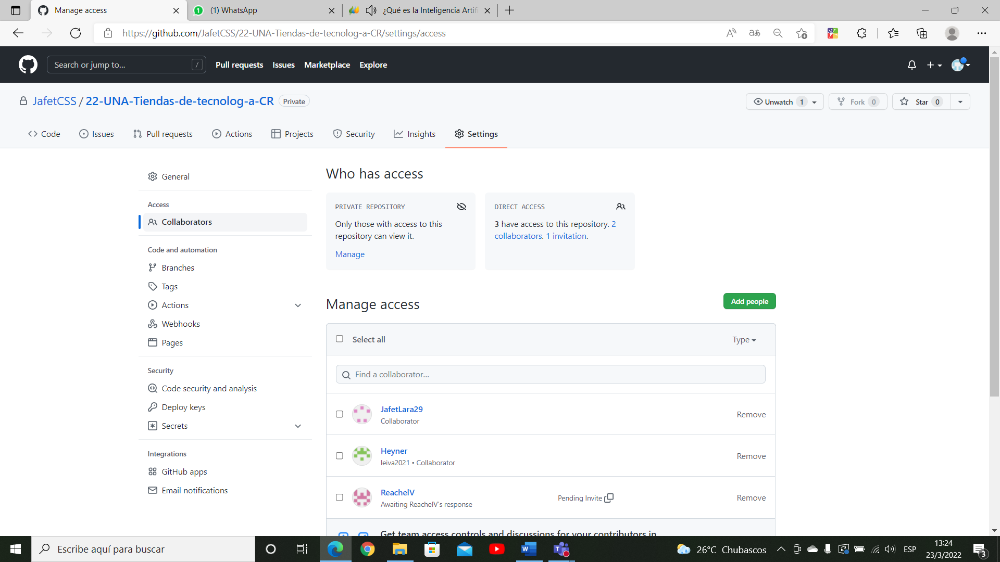 Manage access
(1) WhatsApp
¿Qué es la Inteligencia Artifi
https://github.com/JafetCSS/22-UNA-Tiendas-de-tecnolog-a-CR/settings/access
Search or jump to...
/
Pull requests
Issues
Marketplace
Explore
JafetCSS / 22-UNA-Tiendas-de-tecnolog-a-CR
Private
Unwatch 1
Fork 0
Star 0
Code
Issues
Pull requests
Actions
Projects
Security
Insights
Settings
General
Access
Collaborators
Code and automation
Branches
Tags
Actions
Webhooks
Pages
Security
Code security and analysis
Deploy keys
Secrets
Integrations
GitHub apps
Email notifications
Who has access
PRIVATE REPOSITORY
Only those with access to this
repository can view it.
Manage
DIRECT ACCESS
3 have access to this repository. 2
collaborators. 1 invitation.
Manage access
Add people
Select all
Type
Find a collaborator...
JafetLara29
Collaborator
Remove
Heyner
leiva2021 • Collaborator
Remove
ReachelV
Awaiting ReachelV's response
Pending Invite
Remove
Get team access controls and discussions for your contributors in
Escribe aquí para buscar
26°C Chubascos
ESP
13:24
23/3/2022
3